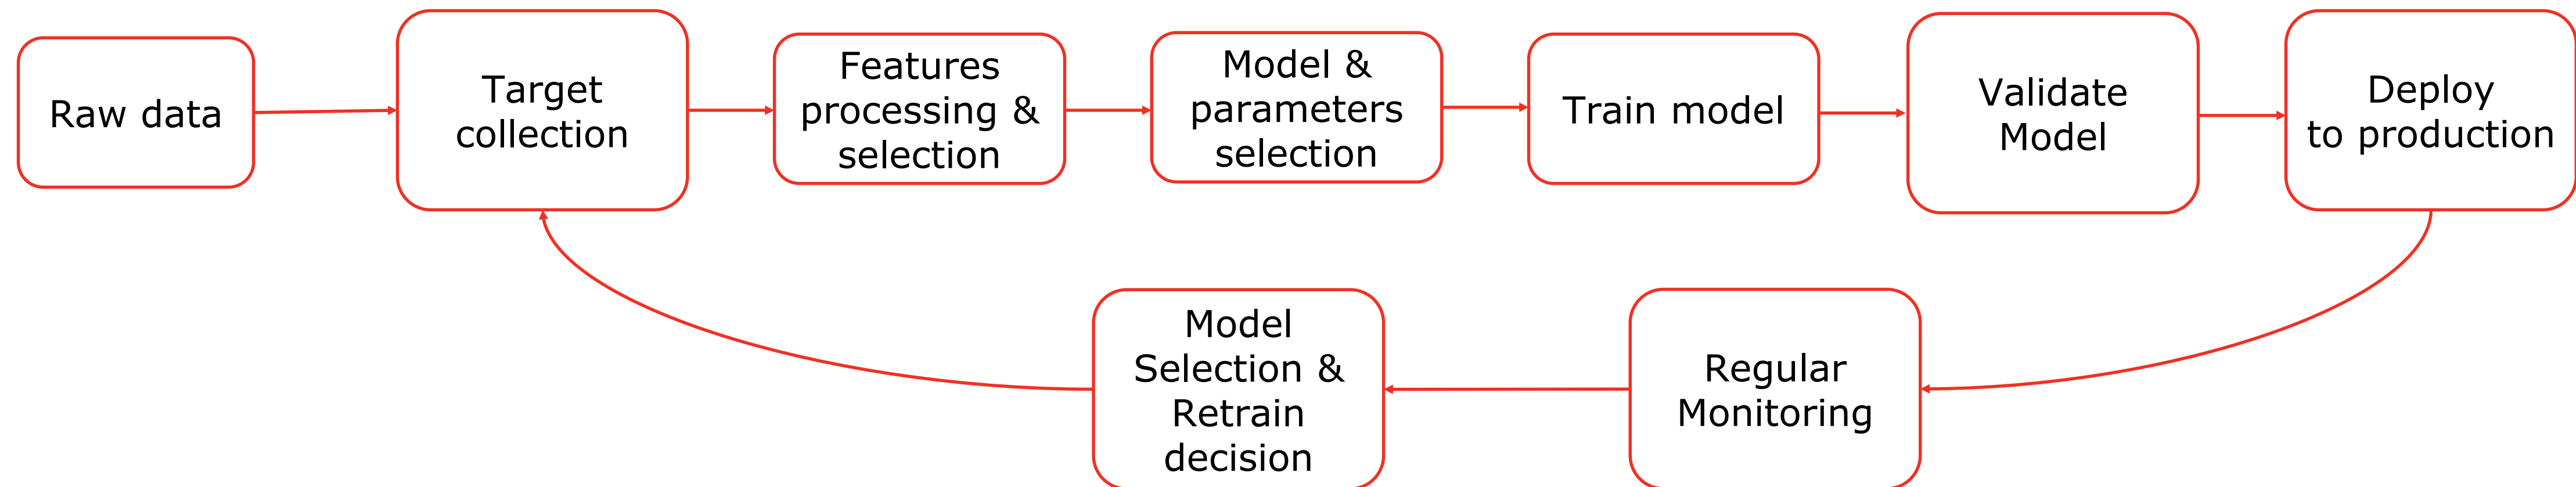 Raw data
Target
collection
Features
processing &
selection
Model &
parameters
selection
Train model
Validate
Model
Deploy
to production
Model
Selection &
Retrain
decision
Regular
Monitoring